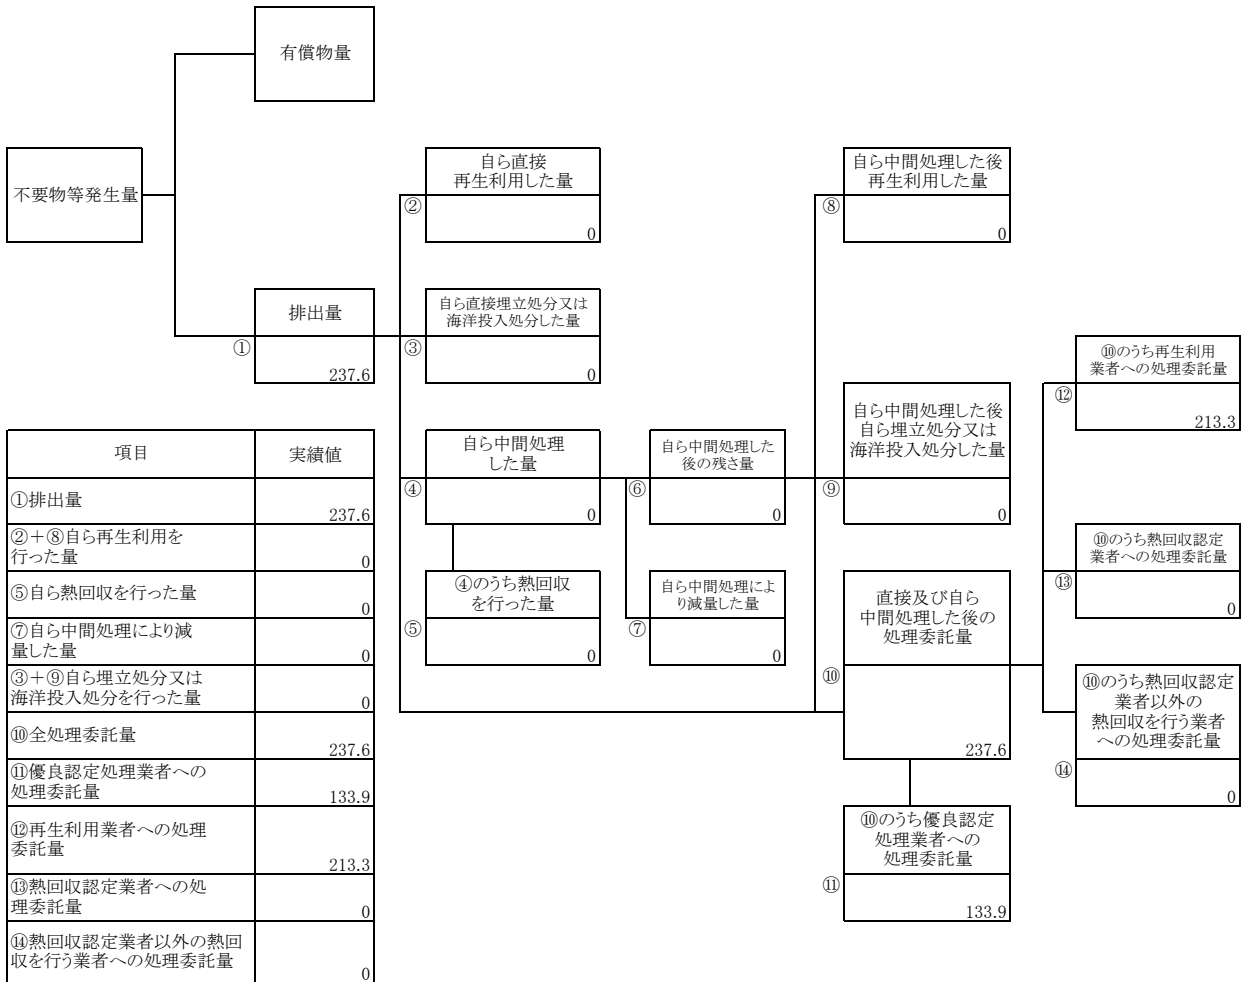 有償物量
不要物等発生量
自ら直接
再生利用した量
②
0
自ら中間処理した後
再生利用した量
⑧
0
排出量
①
237.6
自ら直接埋立処分又は
海洋投入処分した量
③
0
⑩のうち再生利用
業者への処理委託量
⑫
213.3
自ら中間処理
した量
④
0
自ら中間処理した
後の残さ量
⑥
0
自ら中間処理した後
自ら埋立処分又は
海洋投入処分した量
⑨
0
④のうち熱回収
を行った量
⑤
0
自ら中間処理によ
り減量した量
⑦
0
直接及び自ら
中間処理した後の
処理委託量
⑩
237.6
⑩のうち熱回収認定
業者への処理委託量
⑬
0
⑩のうち熱回収認定
業者以外の
熱回収を行う業者
への処理委託量
⑭
0
⑩のうち優良認定
処理業者への
処理委託量
⑪
133.9
項目 実績値
①排出量
237.6
②+⑧自ら再生利用を
行った量
0
⑤自ら熱回収を行った量
0
⑦自ら中間処理により減
量した量
0
③+⑨自ら埋立処分又は
海洋投入処分を行った量
0
⑩全処理委託量
237.6
⑪優良認定処理業者への
処理委託量
133.9
⑫再生利用業者への処理
委託量
213.3
⑬熱回収認定業者への処
理委託量
0
⑭熱回収認定業者以外の熱回
収を行う業者への処理委託量
0